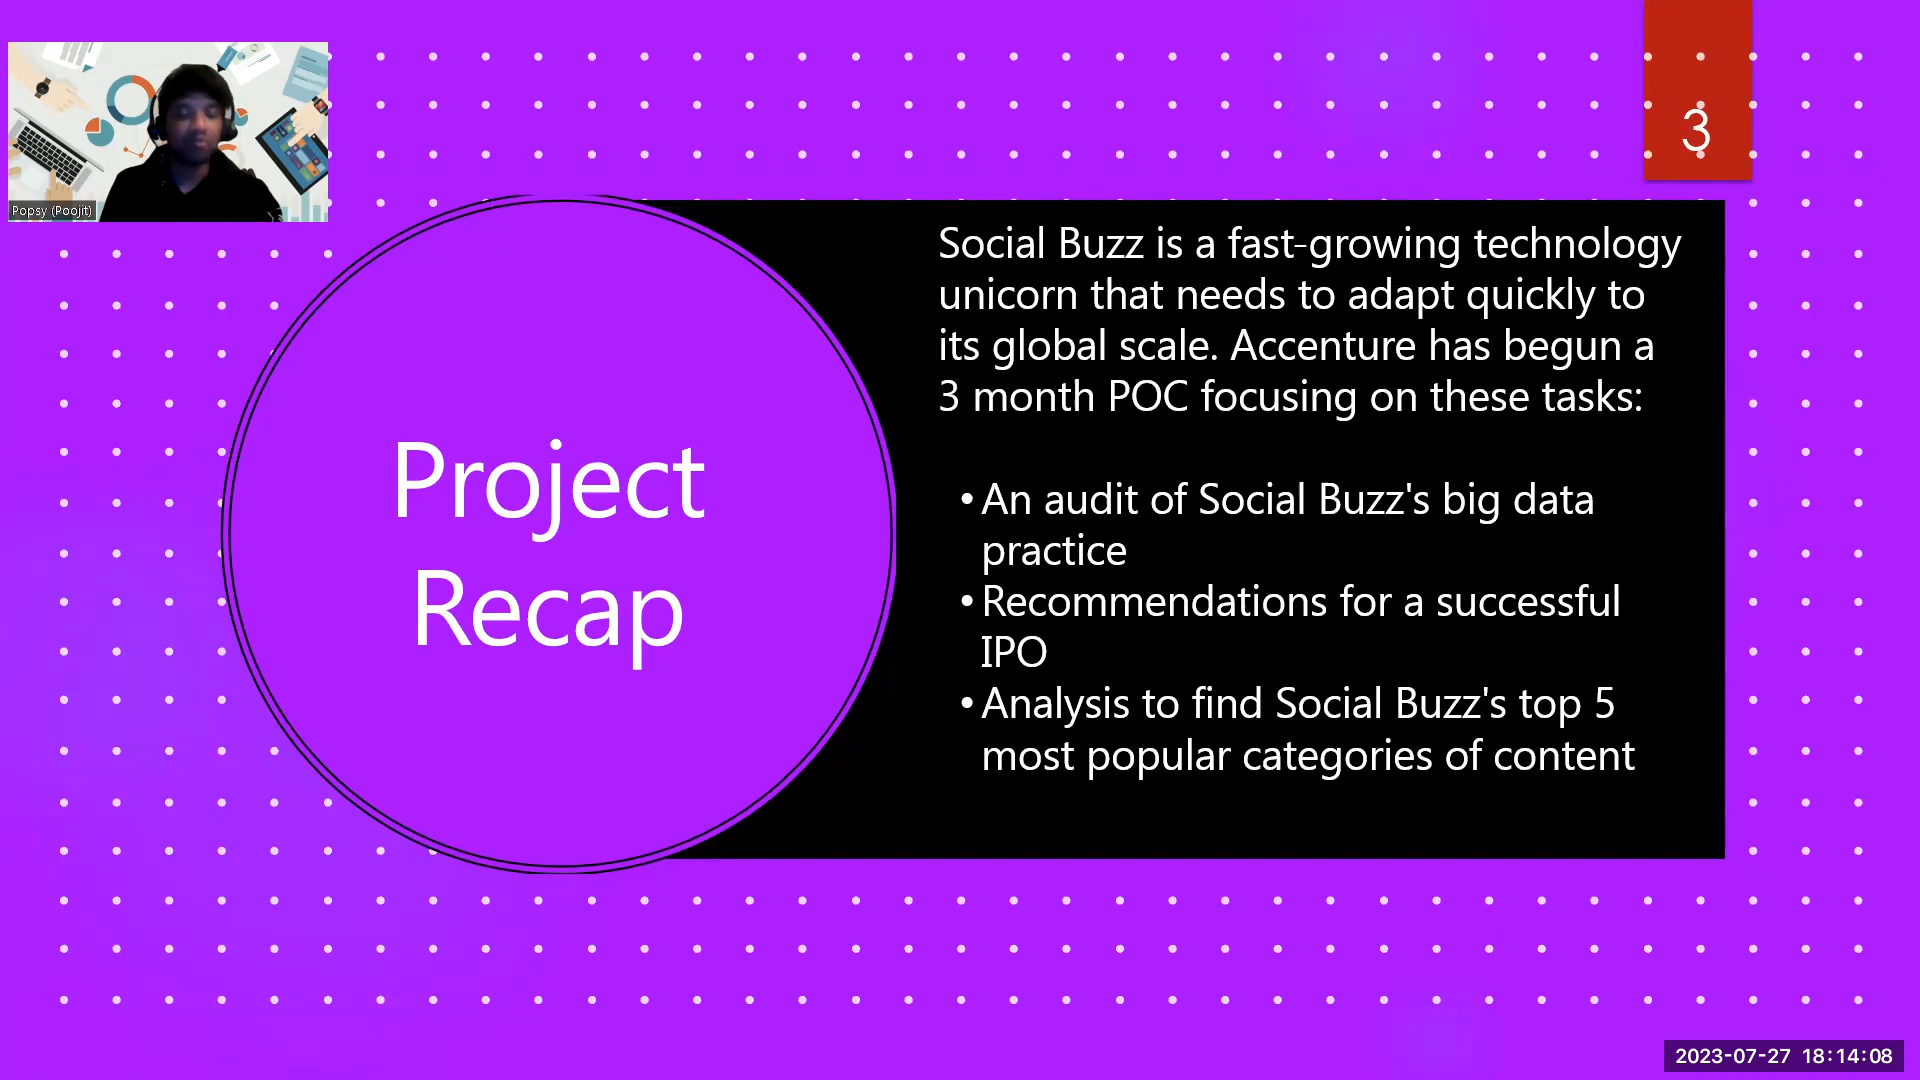 Popsy (Poojit)
3
Project
Recap
Social Buzz is a fast-growing technology
unicorn that needs to adapt quickly to
its global scale. Accenture has begun a
3 month POC focusing on these tasks:
• An audit of Social Buzz's big data
practice
• Recommendations for a successful
IPO
• Analysis to find Social Buzz's top 5
most popular categories of content
2023-07-27 18:14:08